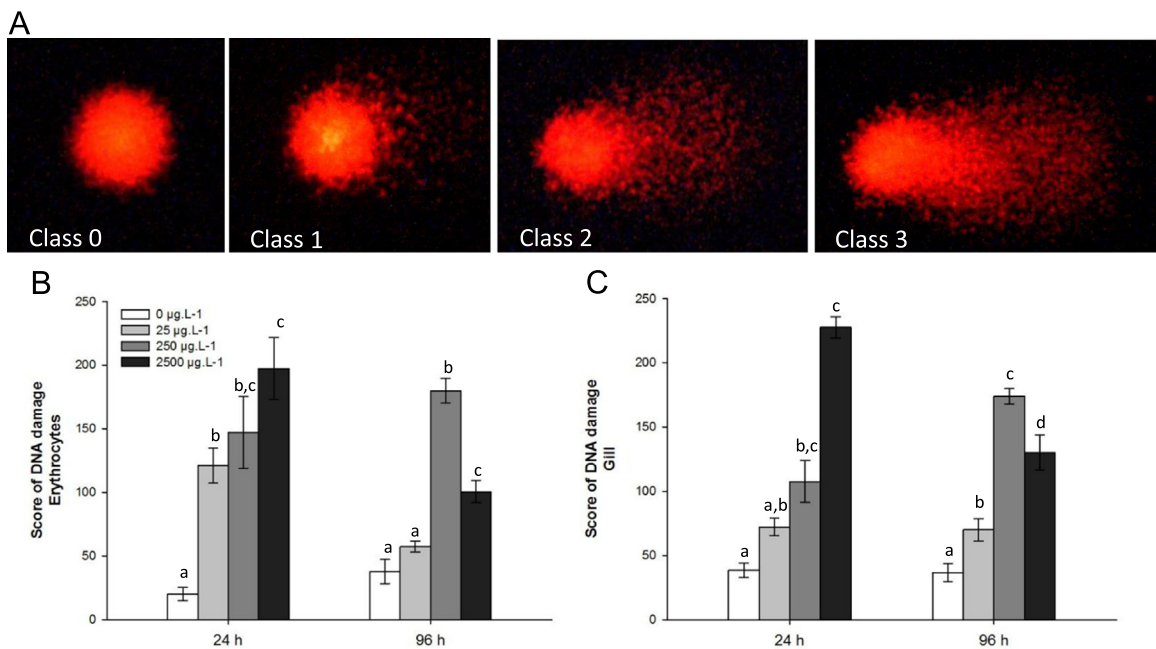 A
Class 0
Class 1
Class 2
Class 3
B
Score of DNA damage
Erythrocytes
250
200
150
100
50
0
0 µg.L-1
25 µg.L-1
250 µg.L-1
2500 µg.L-1
a
b
b,c
c
a
a
b
c
24 h
96 h
C
Score of DNA damage
Gill
250
200
150
100
50
0
a
a,b
b,c
c
a
b
c
d
24 h
96 h